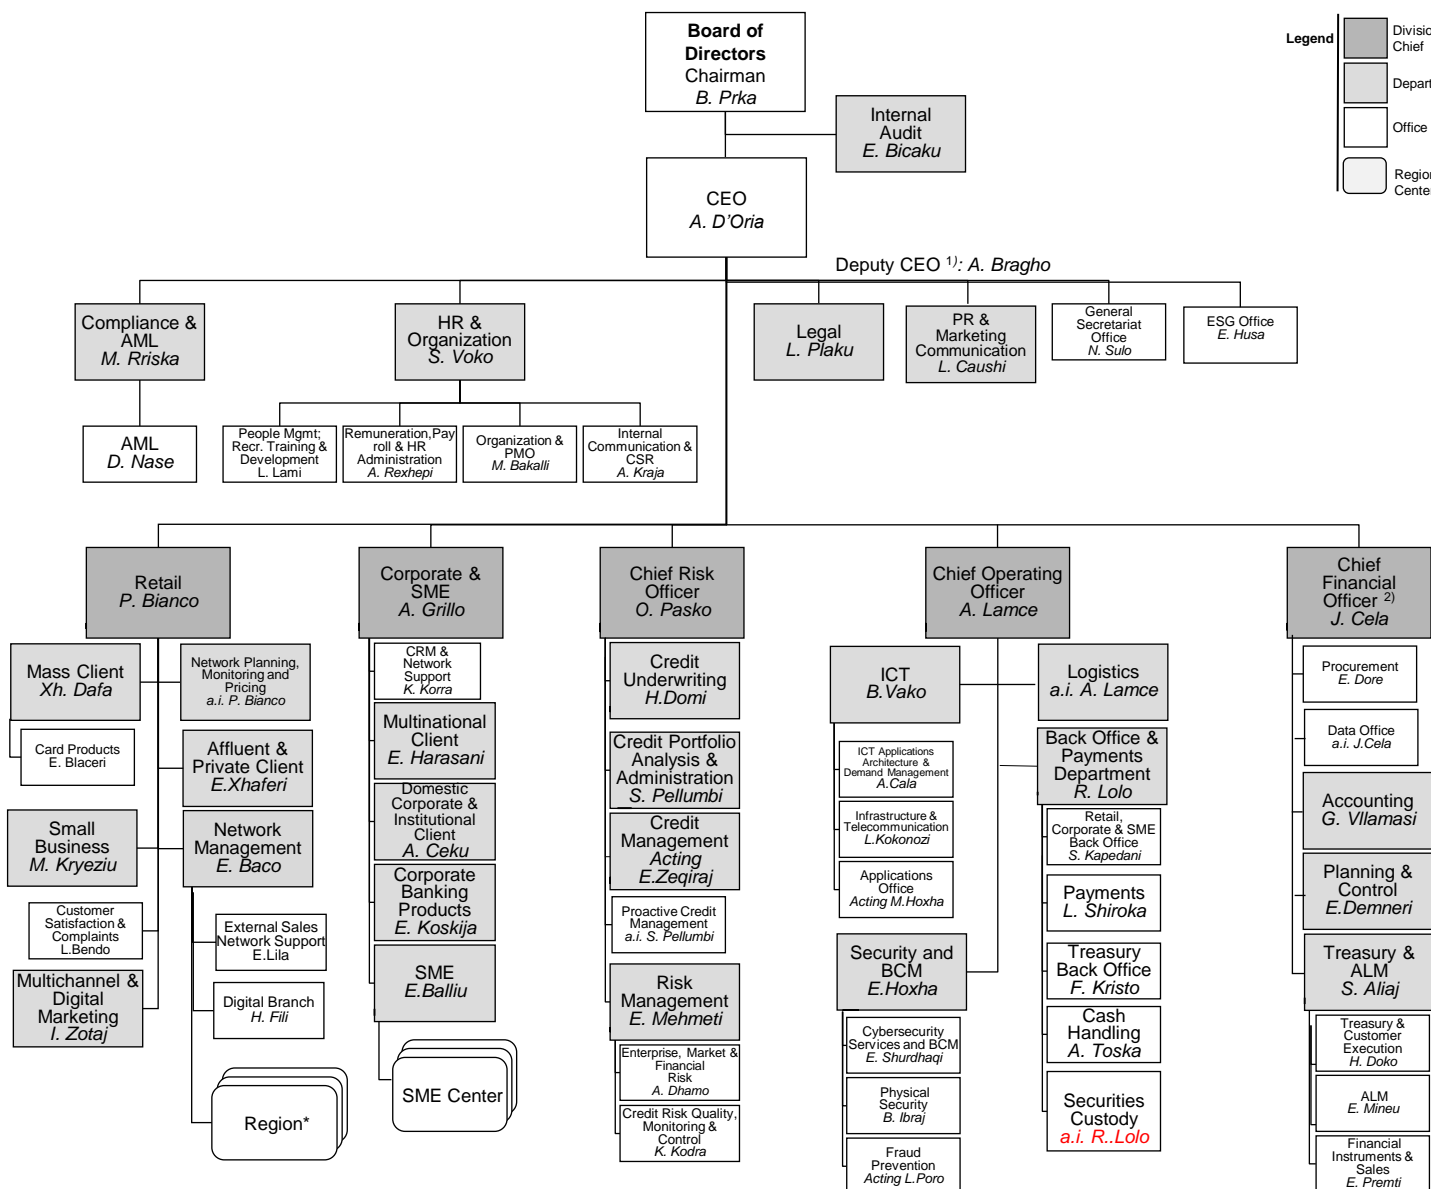 Board of
Directors
Chairman
B. Prka
Legend
Divisio
Chief
Depart
Office
Region
Center
Internal
Audit
E. Bicaku
CEO
A. D'Oria
Deputy CEO 1): A. Bragho
Compliance &
AML
M. Rriska
HR &
Organization
S. Voko
Legal
L. Plaku
PR &
Marketing
Communication
L. Caushi
General
Secretariat
Office
N. Sulo
ESG Office
E. Husa
AML
D. Nase
People Mgmt;
Recr. Training &
Development
L. Lami
Remuneration,Pay
roll & HR
Administration
A. Rexhepi
Organization &
PMO
M. Bakalli
Internal
Communication &
CSR
A. Kraja
Retail
P. Bianco
Corporate &
SME
A. Grillo
Chief Risk
Officer
O. Pasko
Chief Operating
Officer
A. Lamce
Chief
Financial
Officer 2)
J. Cela
Mass Client
Xh. Dafa
Network Planning,
Monitoring and
Pricing
a.i. P. Bianco
Card Products
E. Blaceri
Affluent &
Private Client
E.Xhaferi
Small
Business
M. Kryeziu
Network
Management
E. Baco
Customer
Satisfaction &
Complaints
L.Bendo
External Sales
Network Support
E.Lila
Multichannel &
Digital
Marketing
I. Zotaj
Digital Branch
H. Fili
Region*
CRM &
Network
Support
K. Korra
Multinational
Client
E. Harasani
Domestic
Corporate &
Institutional
Client
A. Ceku
Corporate
Banking
Products
E. Koskija
SME
E.Balliu
SME Center
Credit
Underwriting
H.Domi
Credit Portfolio
Analysis &
Administration
S. Pellumbi
Credit
Management
Acting
E.Zeqiraj
Proactive Credit
Management
a.i. S. Pellumbi
Risk
Management
E. Mehmeti
Enterprise, Market &
Financial
Risk
A. Dhamo
Credit Risk Quality,
Monitoring &
Control
K. Kodra
ICT
B.Vako
ICT Applications
Architecture &
Demand Management
A.Cala
Infrastructure &
Telecommunication
L.Kokonozi
Applications
Office
Acting M.Hoxha
Security and
BCM
E.Hoxha
Cybersecurity
Services and BCM
E. Shurdhaqi
Physical
Security
B. Ibraj
Fraud
Prevention
Acting L.Poro
Logistics
a.i. A. Lamce
Back Office &
Payments
Department
R. Lolo
Retail,
Corporate & SME
Back Office
S. Kapedani
Payments
L. Shiroka
Treasury
Back Office
F. Kristo
Cash
Handling
A. Toska
Securities
Custody
a.i. R..Lolo
Procurement
E. Dore
Data Office
a.i. J.Cela
Accounting
G. Vllamasi
Planning &
Control
E.Demneri
Treasury &
ALM
S. Aliaj
Treasury &
Customer
Execution
H. Doko
ALM
E. Mineu
Financial
Instruments &
Sales
E. Premti